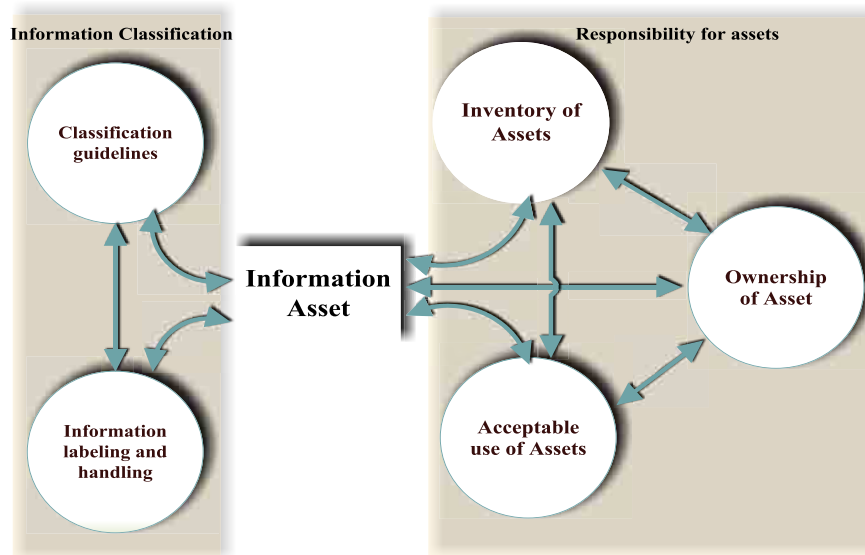 Information Classification
Classification
guidelines
Information
labeling and
handling
Information
Asset
Responsibility for assets
Inventory of
Assets
Ownership
of Asset
Acceptable
use of Assets